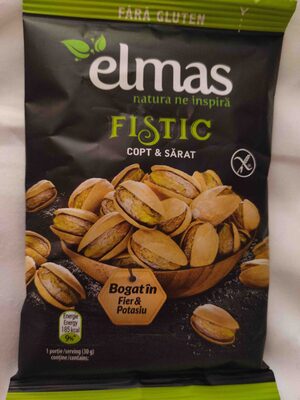 FĂRĂ GLUTEN
elmas
natura ne inspiră
FISTIC
COPT & SĂRAT
Bogat în
Fier &
Potasiu
Energie
Energy
185 kcal
9%*
1 porție/serving (30 g)
conține/contains: